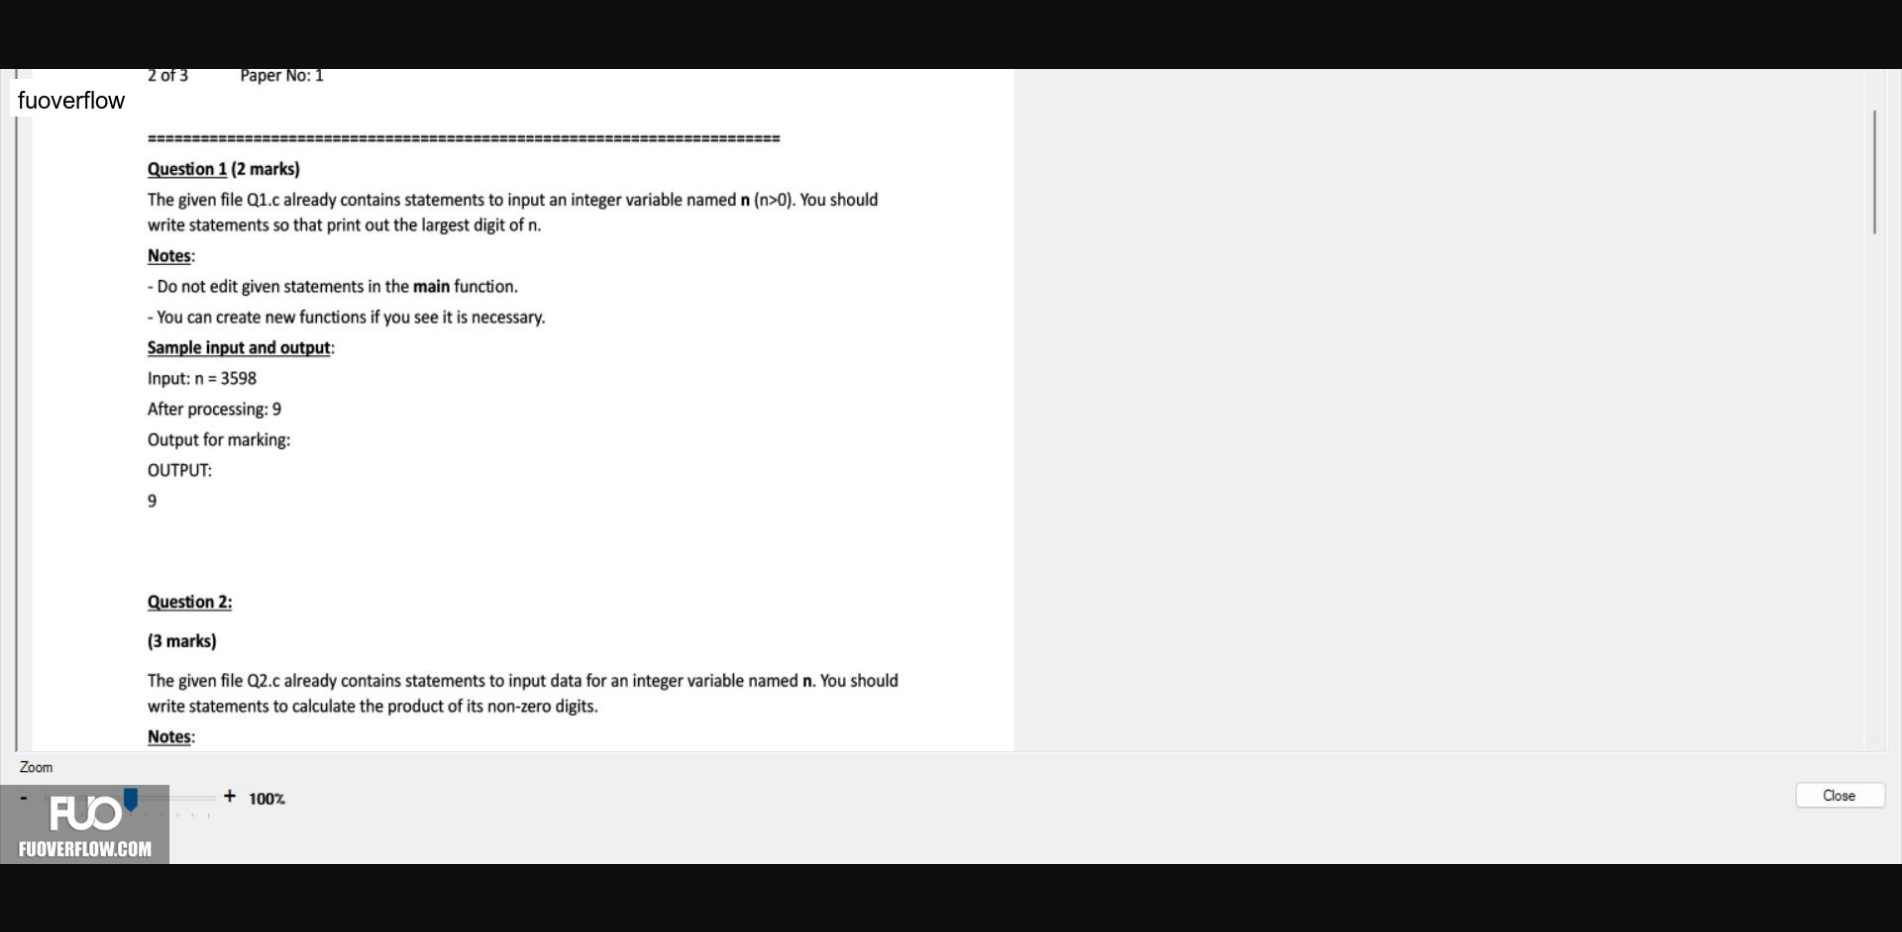 2 of 3 Paper No: 1
fuoverflow
========================================================================
Question 1 (2 marks)
The given file Q1.c already contains statements to input an integer variable named n (n>0). You should
write statements so that print out the largest digit of n.
Notes:
- Do not edit given statements in the main function.
- You can create new functions if you see it is necessary.
Sample input and output:
Input: n = 3598
After processing: 9
Output for marking:
OUTPUT:
9
Question 2:
(3 marks)
The given file Q2.c already contains statements to input data for an integer variable named n. You should
write statements to calculate the product of its non-zero digits.
Notes:
Zoom
- + 100%
Close
FUO
FUOVERFLOW.COM